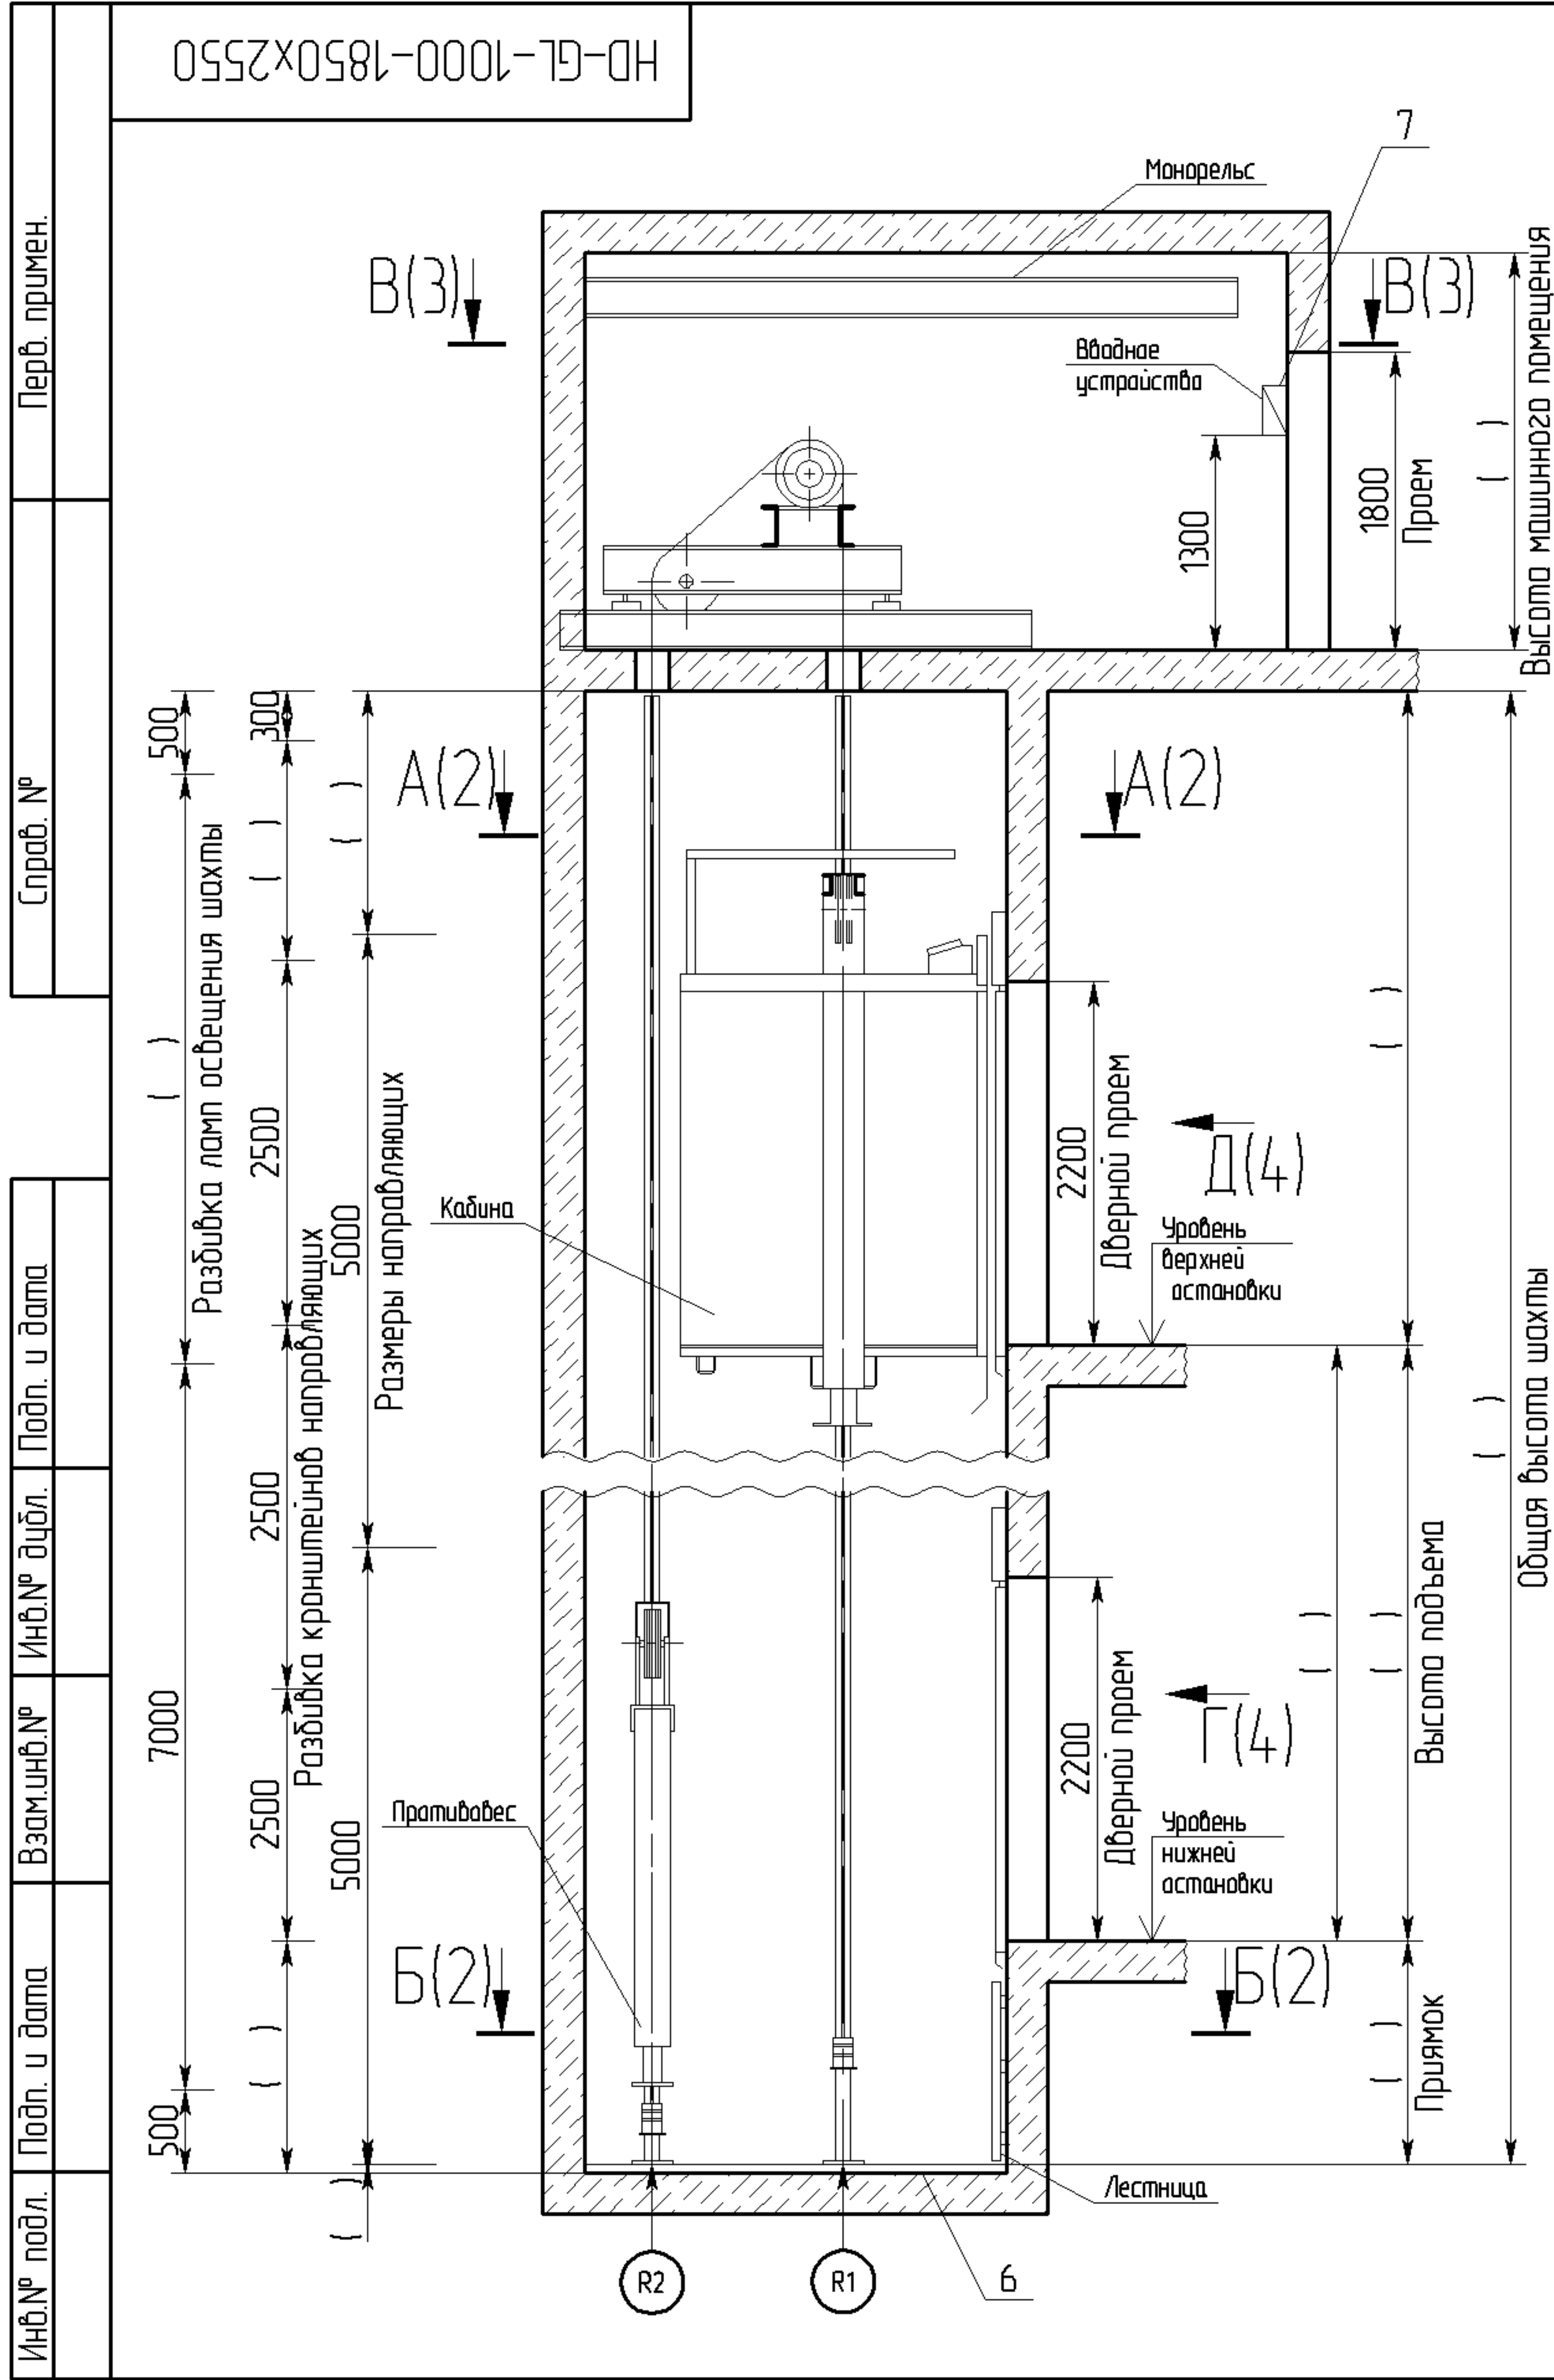 HD-GL-1000-1850x2550
Перв. примен.
Справ. №
Подп. и дата
Инв.№ дубл.
Взам.инв.№
Подп. и дата
Инв.№ подл.
Монорельс
7
В(3)
В(3)
Вводное
устройства
1300
1800
Проем
( )
Высота машинного помещения
500
300
( )
( )
А(2)
А(2)
( )
Разбивка ламп освещения шахты
2500
5000
Размеры направляющих
Кабина
2200
Дверной проем
Д(4)
Уровень
верхней
остановки
( )
Разбивка кронштейнов направляющих
2500
7000
2500
5000
Противовес
2200
Дверной проем
Г(4)
Уровень
нижней
остановки
( )
( )
Высота подъема
( )
Общая высота шахты
Б(2)
Б(2)
( )
500
( )
( )
Приямок
Лестница
R2
R1
6